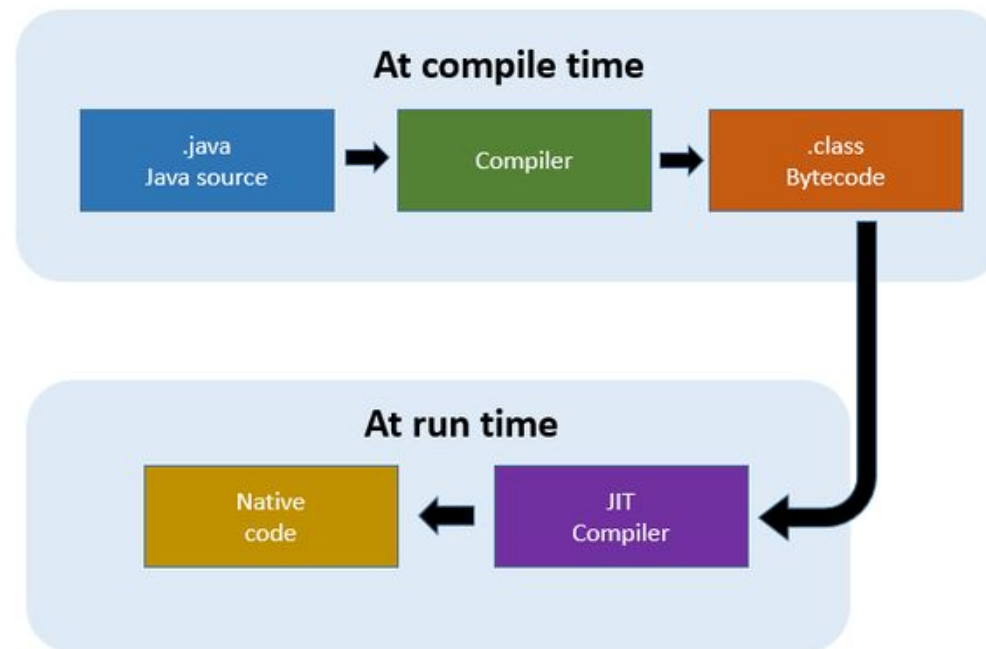 At compile time
.java
Java source
Compiler
.class
Bytecode
At run time
Native
code
JIT
Compiler